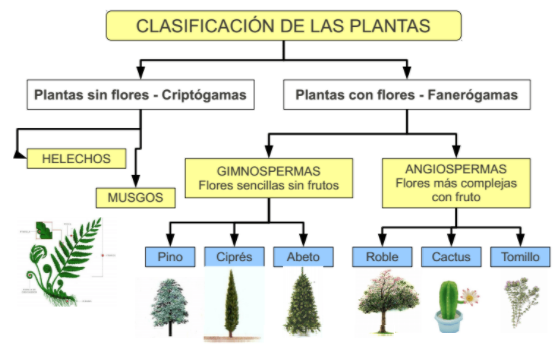 CLASIFICACIÓN DE LAS PLANTAS
Plantas sin flores - Criptógamas
Plantas con flores - Fanerógamas
HELECHOS
MUSGOS
GIMNOSPERMAS
Flores sencillas sin frutos
ANGIOSPERMAS
Flores más complejas
con fruto
Pino
Ciprés
Abeto
Roble
Cactus
Tomillo